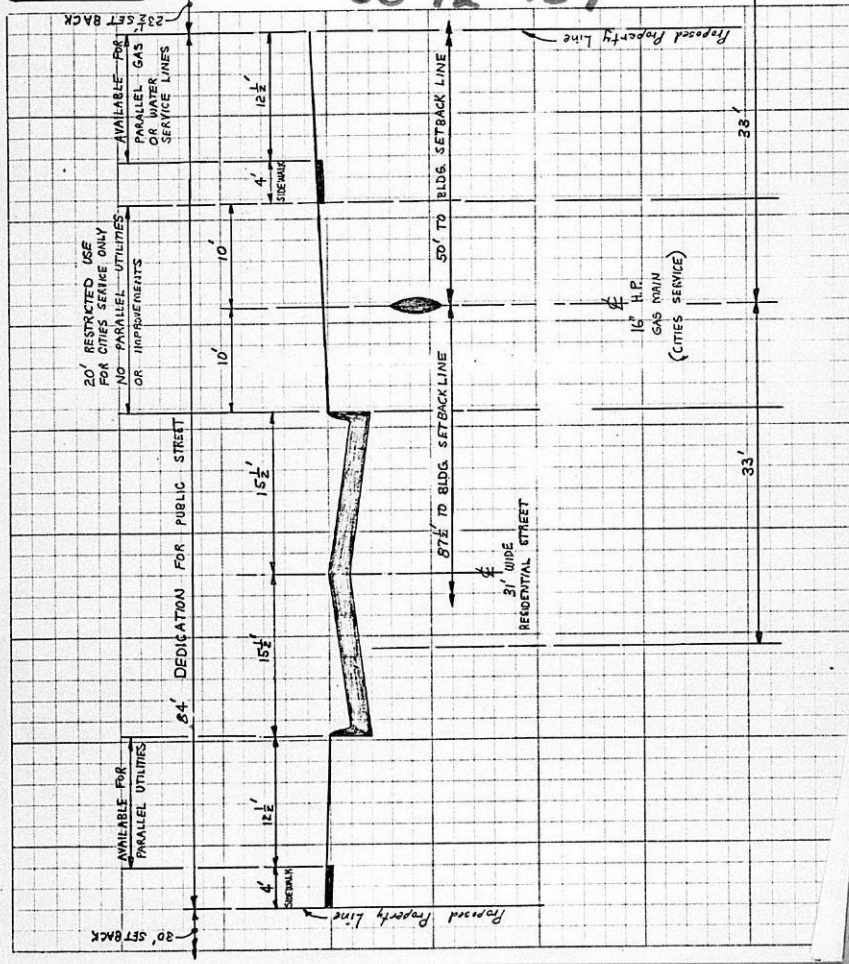 23½' SET BACK
AVAILABLE FOR
PARALLEL GAS
OR WATER
SERVICE LINES
12½'
4'
SIDEWALK
Proposed Property Line
50' TO BLDG. SETBACK LINE
38'
20' RESTRICTED USE
FOR CITIES SERVICE ONLY
NO PARALLEL UTILITIES
OR IMPROVEMENTS
10'
10'
℄
16" H.P.
GAS MAIN
(CITIES SERVICE)
84' DEDICATION FOR PUBLIC STREET
15½'
15½'
87½' TO BLDG. SETBACK LINE
℄
31' WIDE
RESIDENTIAL STREET
33'
AVAILABLE FOR
PARALLEL UTILITIES
12½'
4'
SIDEWALK
Proposed Property Line
30' SETBACK